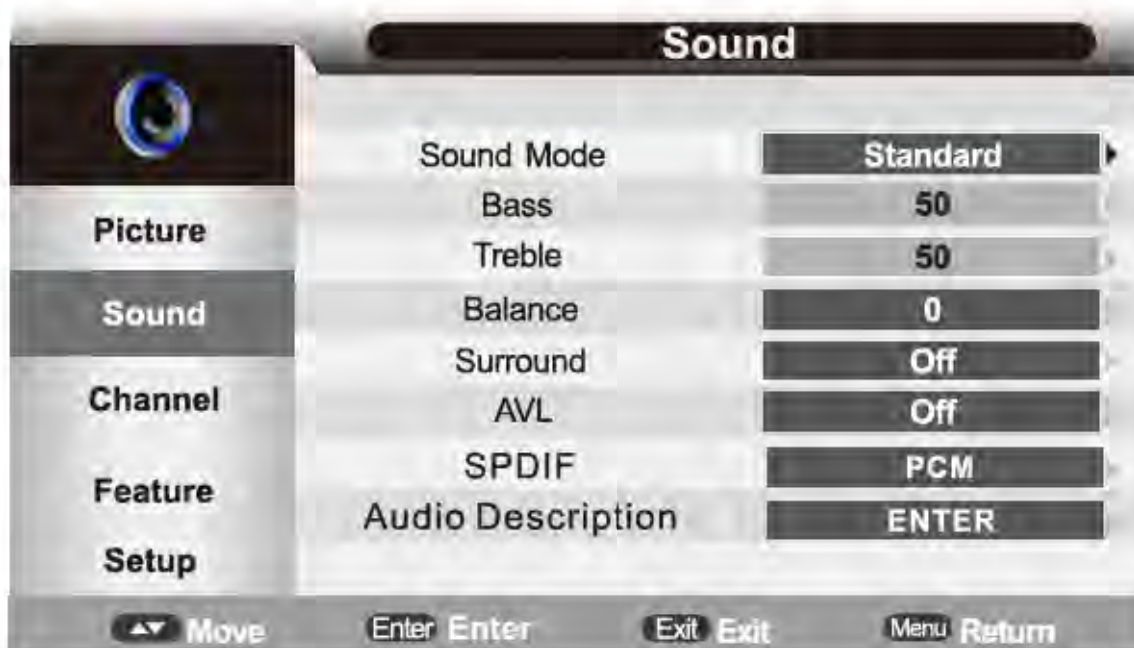 Sound
Picture
Sound
Channel
Feature
Setup
Sound Mode Standard
Bass 50
Treble 50
Balance 0
Surround Off
AVL Off
SPDIF PCM
Audio Description ENTER
Move Enter Enter Exit Exit Menu Return